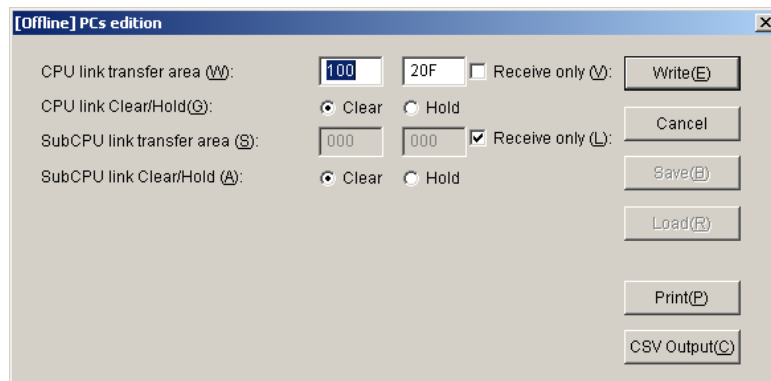 [Offline] PCs edition
CPU link transfer area (W): 100 20F Receive only (V): Write(E)
CPU link Clear/Hold(G): Clear Hold
Cancel
SubCPU link transfer area (S): 000 000 Receive only (L):
SubCPU link Clear/Hold (A): Clear Hold
Save(B)
Load(R)
Print(P)
CSV Output(C)